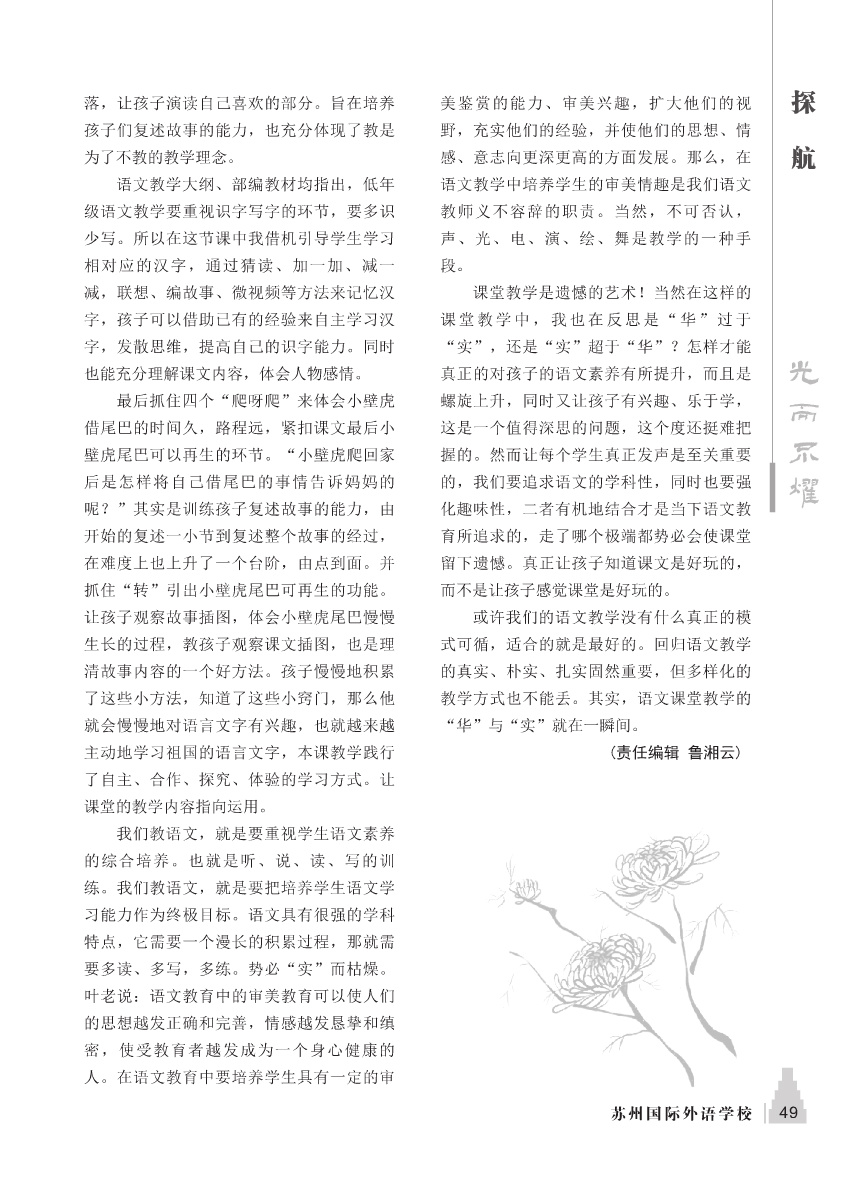 落，让孩子演读自己喜欢的部分。旨在培养
孩子们复述故事的能力，也充分体现了教是
为了不教的教学理念。
语文教学大纲、部编教材均指出，低年
级语文教学要重视识字写字的环节，要多识
少写。所以在这节课中我借机引导学生学习
相对应的汉字，通过猜读、加一加、减一
减，联想、编故事、微视频等方法来记忆汉
字，孩子可以借助已有的经验来自主学习汉
字，发散思维，提高自己的识字能力。同时
也能充分理解课文内容，体会人物感情。
最后抓住四个“爬呀爬”来体会小壁虎
借尾巴的时间久，路程远，紧扣课文最后小
壁虎尾巴可以再生的环节。“小壁虎爬回家
后是怎样将自己借尾巴的事情告诉妈妈的
呢？”其实是训练孩子复述故事的能力，由
开始的复述一小节到复述整个故事的经过，
在难度上也上升了一个台阶，由点到面。并
抓住“转”引出小壁虎尾巴可再生的功能。
让孩子观察故事插图，体会小壁虎尾巴慢慢
生长的过程，教孩子观察课文插图，也是理
清故事内容的一个好方法。孩子慢慢地积累
了这些小方法，知道了这些小窍门，那么他
就会慢慢地对语言文字有兴趣，也就越来越
主动地学习祖国的语言文字，本课教学践行
了自主、合作、探究、体验的学习方式。让
课堂的教学内容指向运用。
我们教语文，就是要重视学生语文素养
的综合培养。也就是听、说、读、写的训
练。我们教语文，就是要把培养学生语文学
习能力作为终极目标。语文具有很强的学科
特点，它需要一个漫长的积累过程，那就需
要多读、多写，多练。势必“实”而枯燥。
叶老说：语文教育中的审美教育可以使人们
的思想越发正确和完善，情感越发恳挚和缜
密，使受教育者越发成为一个身心健康的
人。在语文教育中要培养学生具有一定的审
美鉴赏的能力、审美兴趣，扩大他们的视
野，充实他们的经验，并使他们的思想、情
感、意志向更深更高的方面发展。那么，在
语文教学中培养学生的审美情趣是我们语文
教师义不容辞的职责。当然，不可否认，
声、光、电、演、绘、舞是教学的一种手
段。
课堂教学是遗憾的艺术！当然在这样的
课堂教学中，我也在反思是“华”过于
“实”，还是“实”超于“华”？怎样才能
真正的对孩子的语文素养有所提升，而且是
螺旋上升，同时又让孩子有兴趣、乐于学，
这是一个值得深思的问题，这个度还挺难把
握的。然而让每个学生真正发声是至关重要
的，我们要追求语文的学科性，同时也要强
化趣味性，二者有机地结合才是当下语文教
育所追求的，走了哪个极端都势必会使课堂
留下遗憾。真正让孩子知道课文是好玩的，
而不是让孩子感觉课堂是好玩的。
或许我们的语文教学没有什么真正的模
式可循，适合的就是最好的。回归语文教学
的真实、朴实、扎实固然重要，但多样化的
教学方式也不能丢。其实，语文课堂教学的
“华”与“实”就在一瞬间。
（责任编辑 鲁湘云）
探航
光而不耀
苏州国际外语学校 49